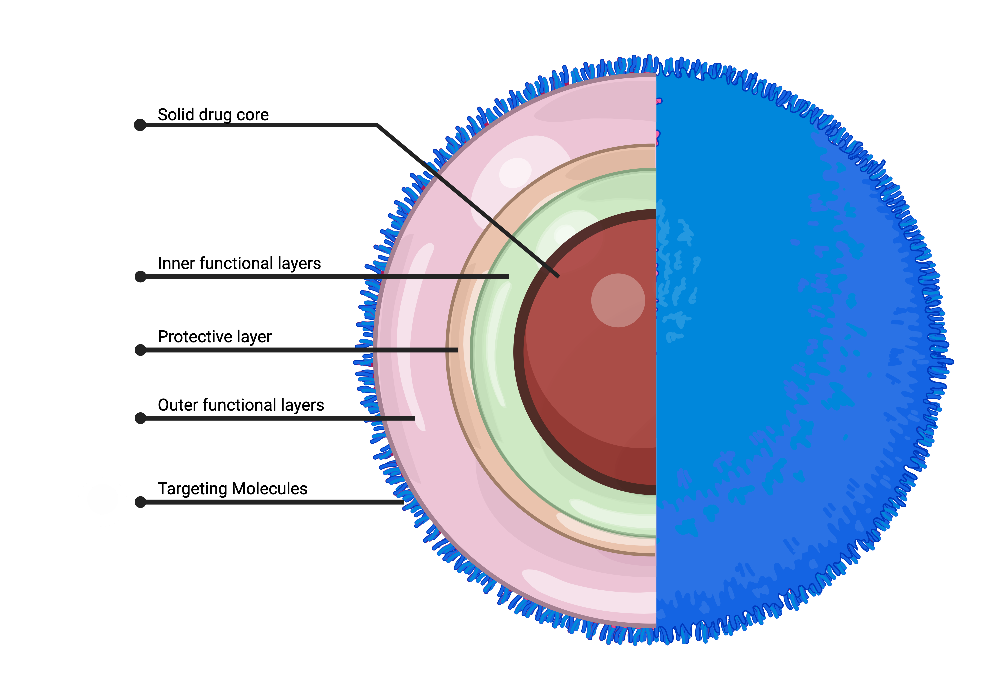 Solid drug core
Inner functional layers
Protective layer
Outer functional layers
Targeting Molecules